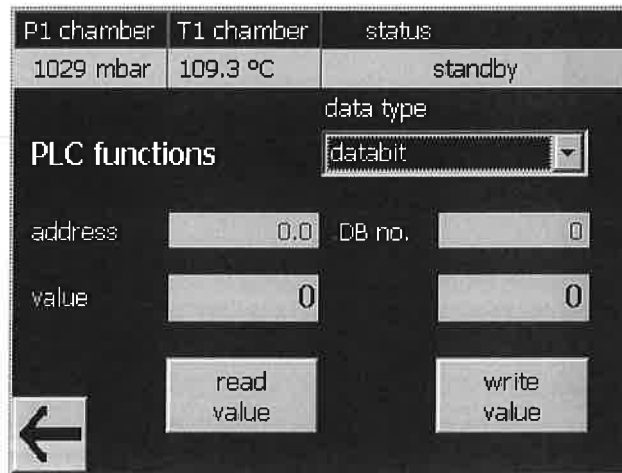 P1 chamber T1 chamber status
1029 mbar 109.3 ºC standby
data type
PLC functions databit
address 0.0 DB no. 0
value 0 0
read value write value